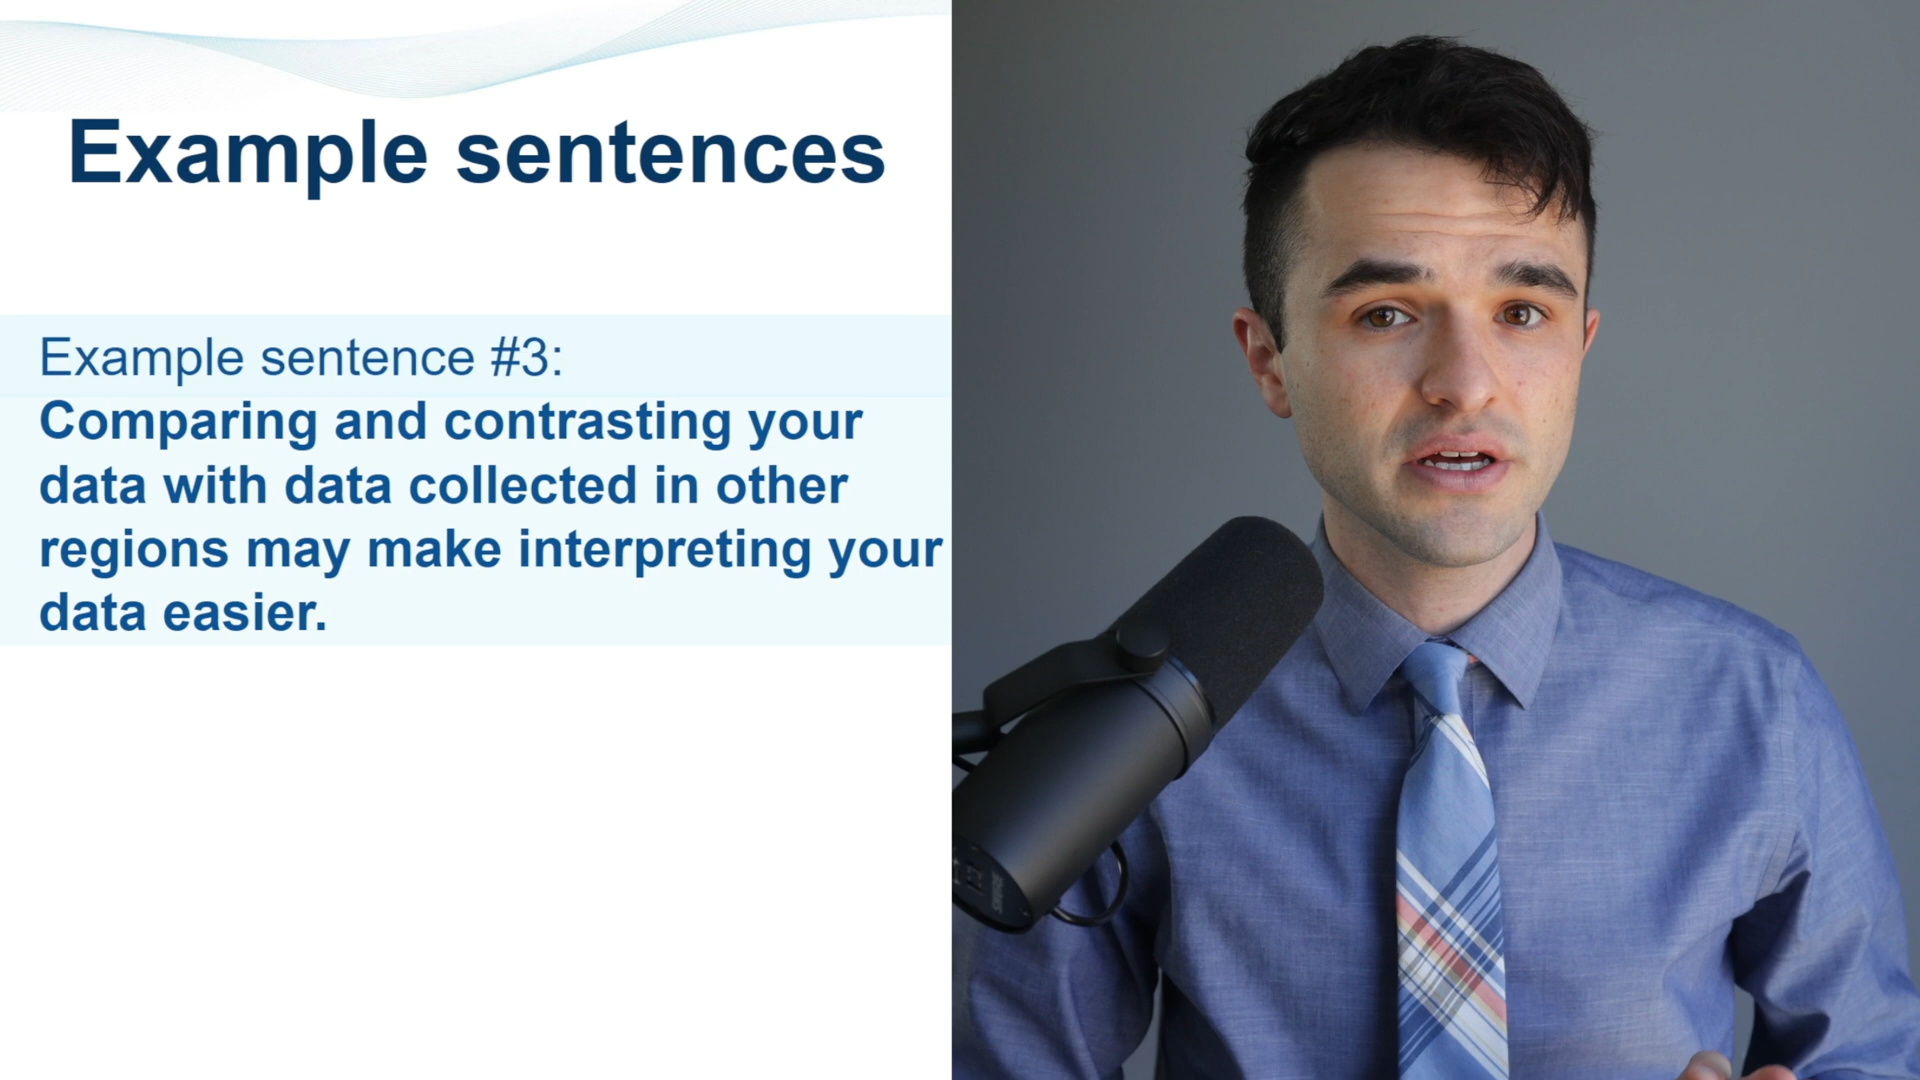 Example sentences
Example sentence #3:
Comparing and contrasting your
data with data collected in other
regions may make interpreting your
data easier.